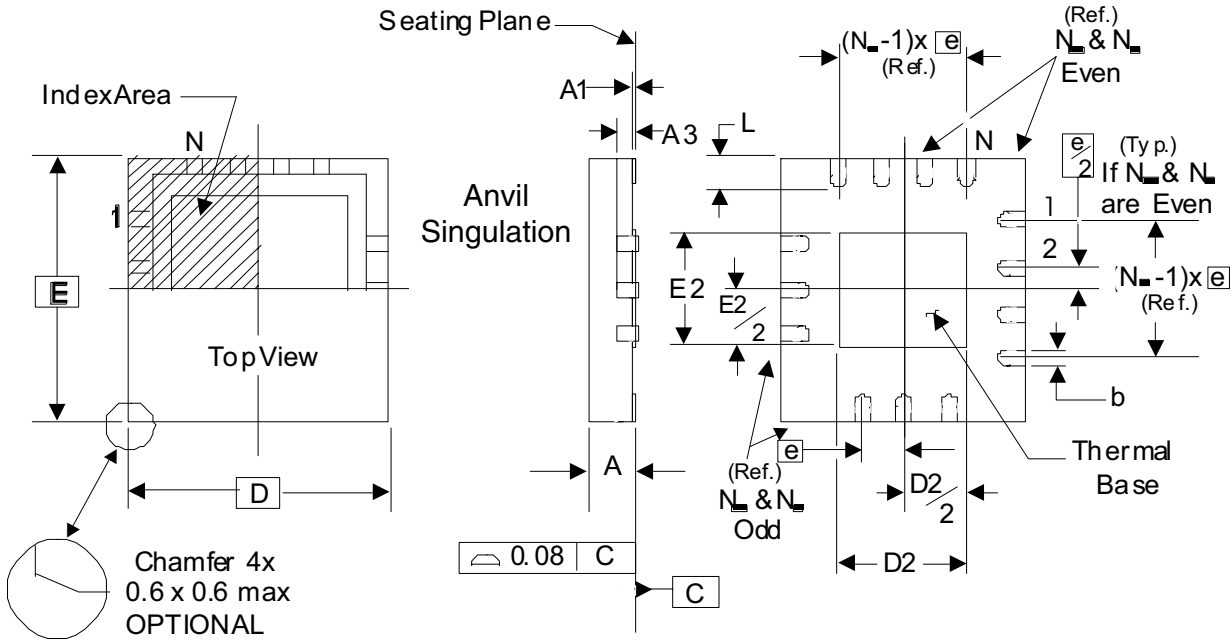 Seating Plane
IndexArea
N
1
E
TopView
D
Chamfer 4x
0.6 x 0.6 max
OPTIONAL
A1
A3
Anvil
Singulation
A
0.08 C
C
L
(N -1)x e
(Ref.)
(Ref.)
N & N
Even
N
e/2
(Typ.)
If N & N
are Even
1
2
(N -1)x e
(Ref.)
E2
E2/2
b
Thermal
Base
e
(Ref.)
N & N
Odd
D2/2
D2